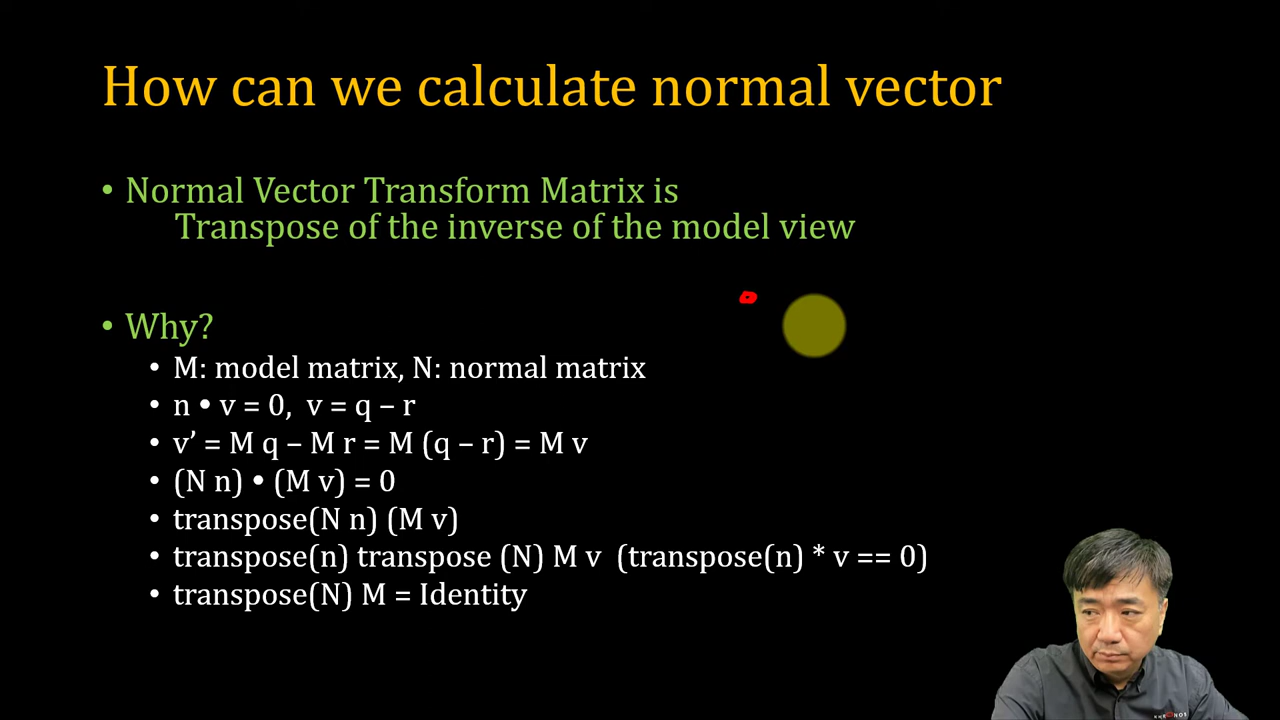 How can we calculate normal vector
• Normal Vector Transform Matrix is
Transpose of the inverse of the model view
• Why?
• M: model matrix, N: normal matrix
• n • v = 0, v = q – r
• v’ = M q – M r = M (q – r) = M v
• (N n) • (M v) = 0
• transpose(N n) (M v)
• transpose(n) transpose (N) M v (transpose(n) * v == 0)
• transpose(N) M = Identity
KHRONOS